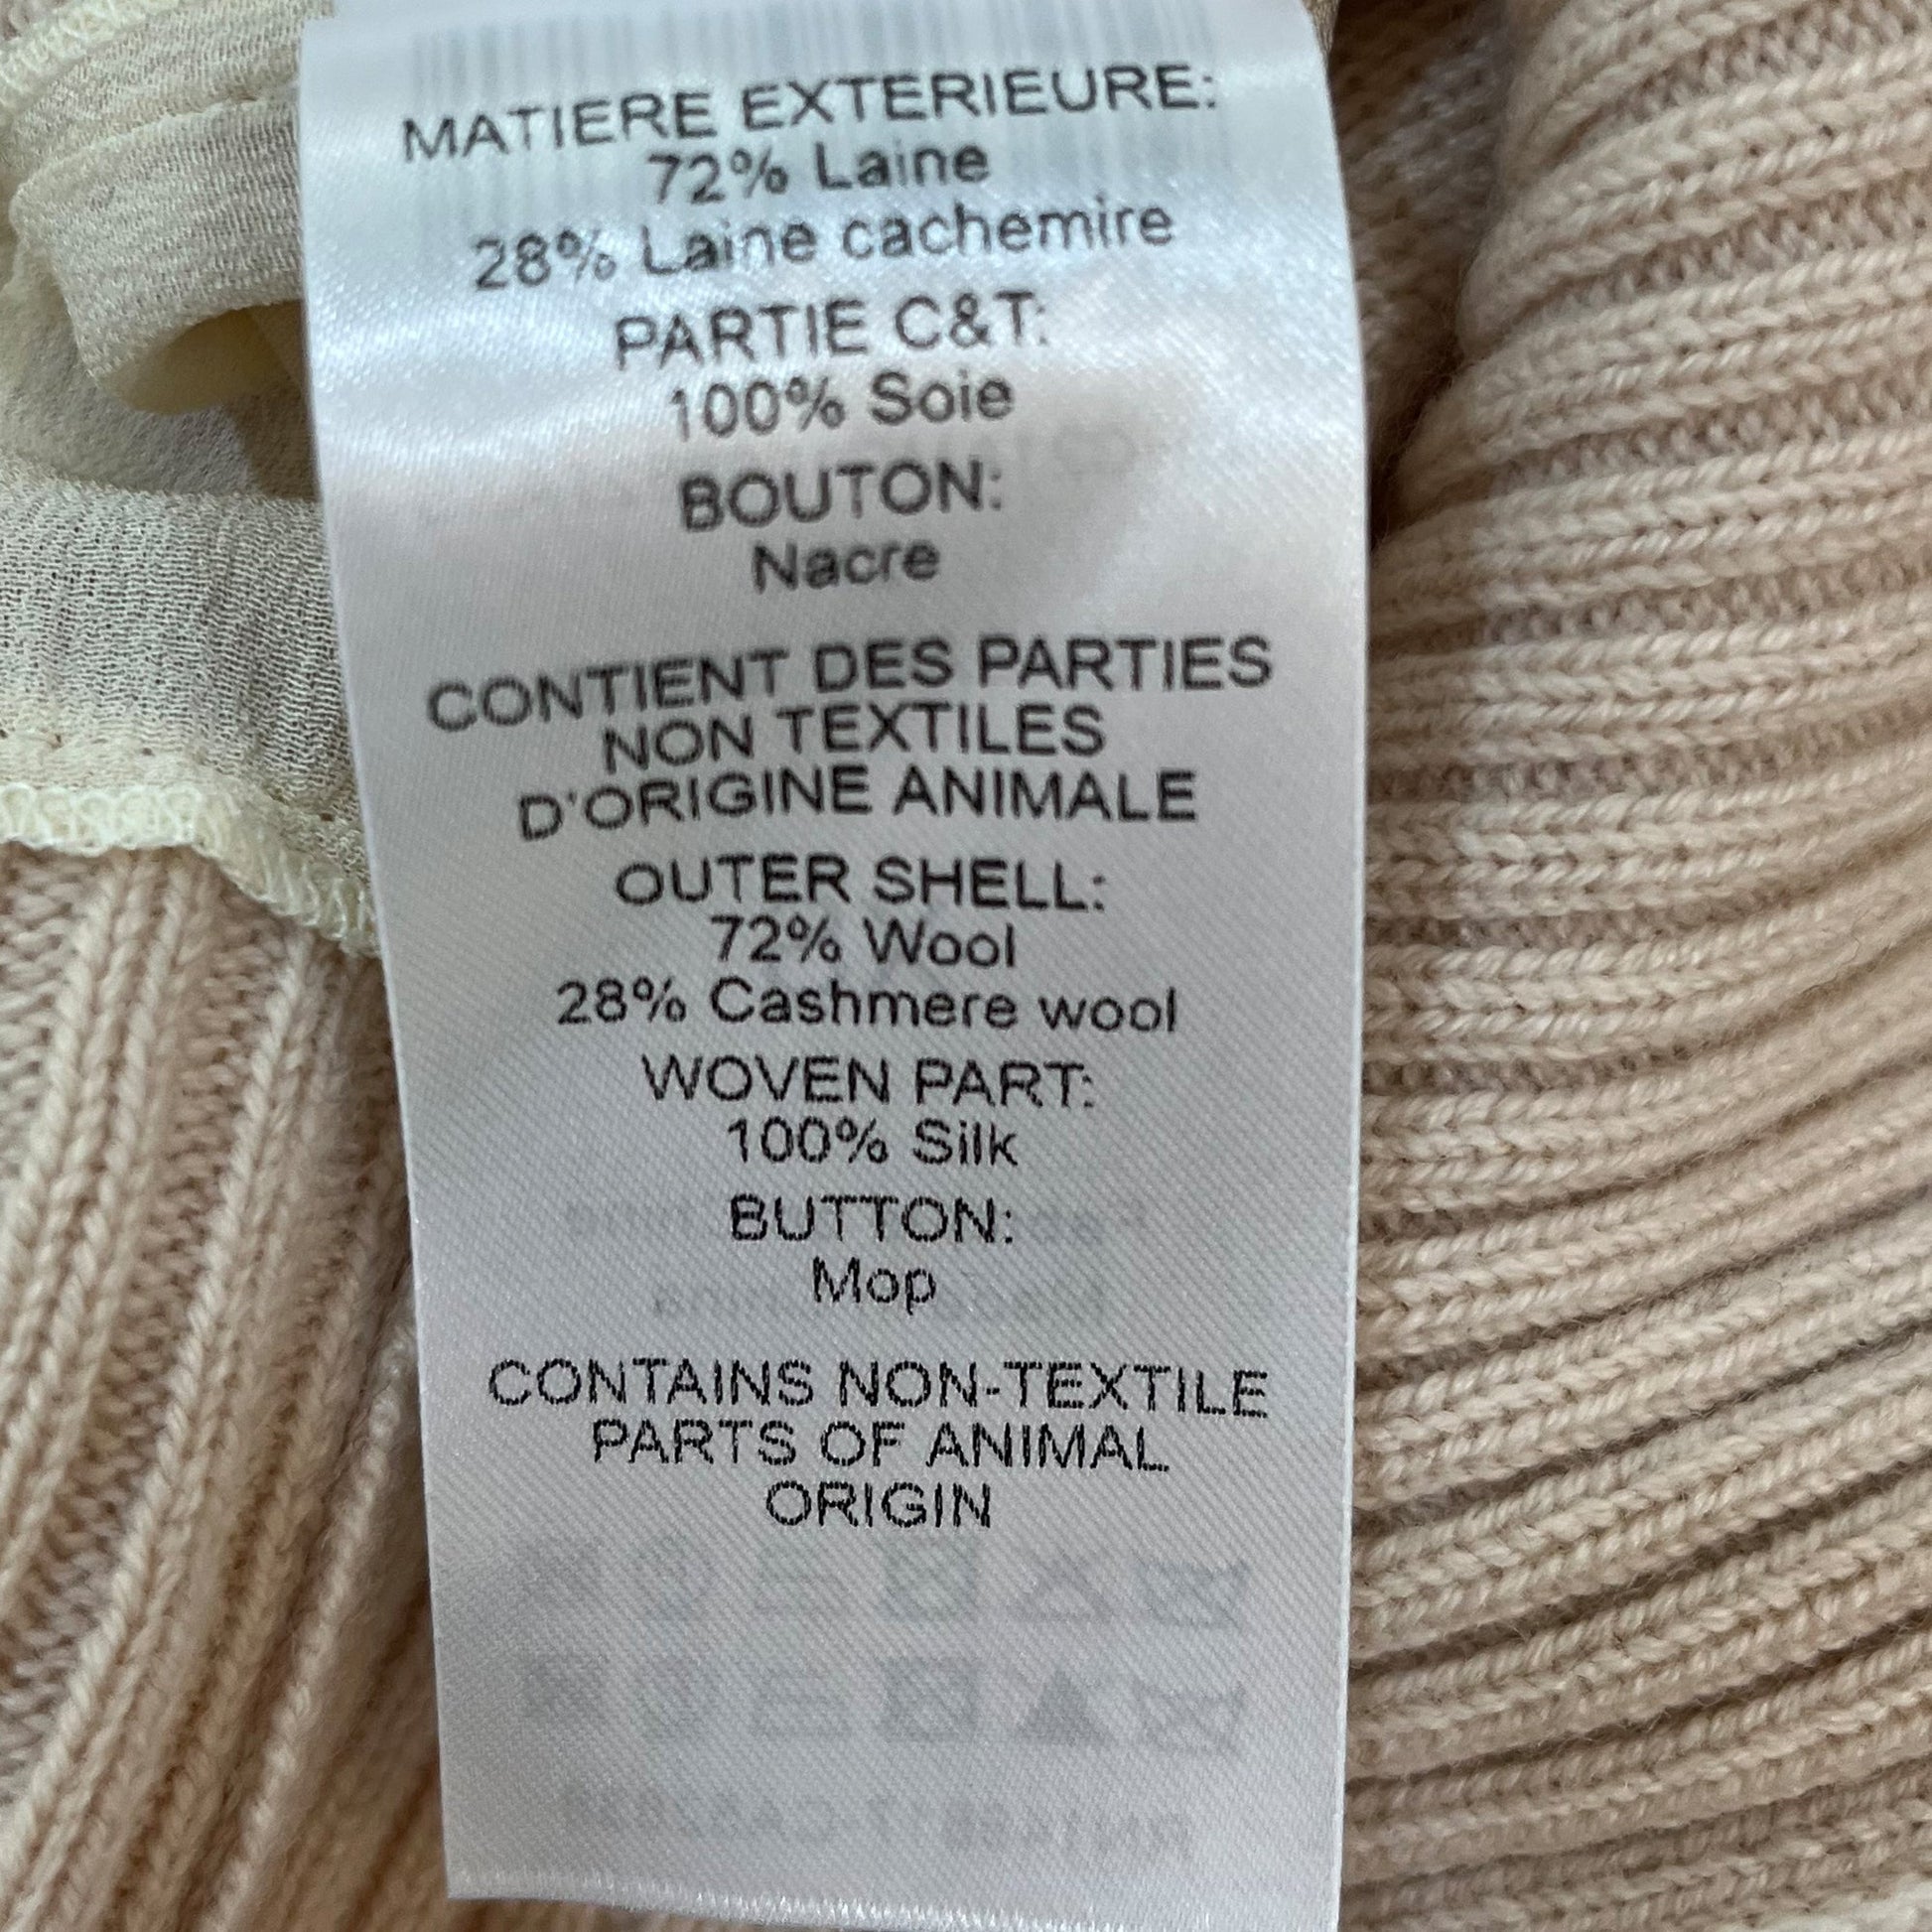 MATIERE EXTERIEURE:
72% Laine
28% Laine cachemire
PARTIE C&T:
100% Soie
BOUTON:
Nacre
CONTIENT DES PARTIES
NON TEXTILES
D'ORIGINE ANIMALE
OUTER SHELL:
72% Wool
28% Cashmere wool
WOVEN PART:
100% Silk
BUTTON:
Mop
CONTAINS NON-TEXTILE
PARTS OF ANIMAL
ORIGIN